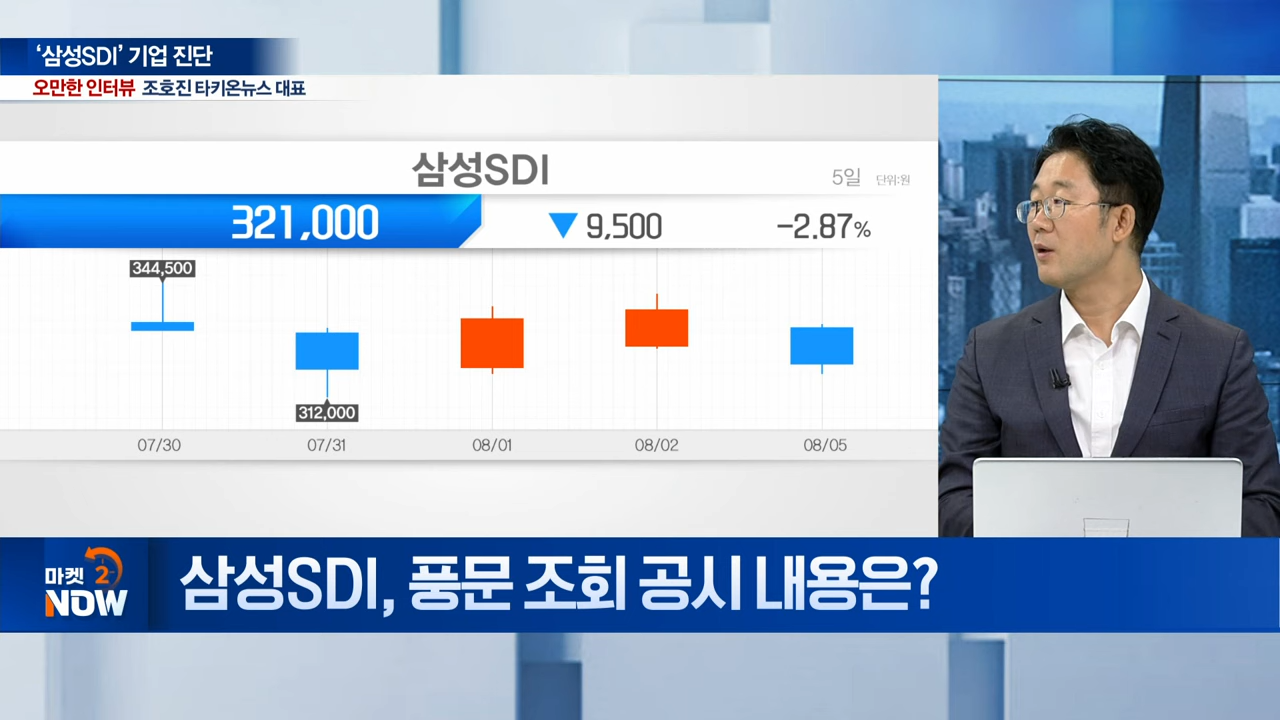 ‘삼성SDI’ 기업 진단
오만한 인터뷰 조호진 타키온뉴스 대표
삼성SDI
5일 단위:원
321,000 ▼ 9,500 -2.87%
344,500
312,000
07/30 07/31 08/01 08/02 08/05
마켓 2
NOW
삼성SDI, 풍문 조회 공시 내용은?